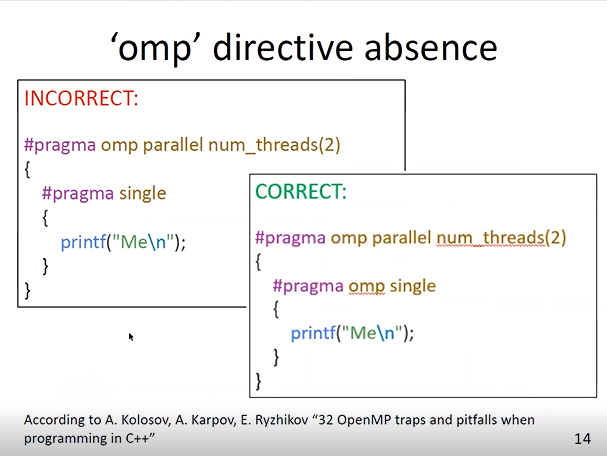 ‘omp’ directive absence
INCORRECT:
#pragma omp parallel num_threads(2)
{
#pragma single
{
printf("Me\n");
}
}
CORRECT:
#pragma omp parallel num_threads(2)
{
#pragma omp single
{
printf("Me\n");
}
}
According to A. Kolosov, A. Karpov, E. Ryzhikov “32 OpenMP traps and pitfalls when
programming in C++”
14